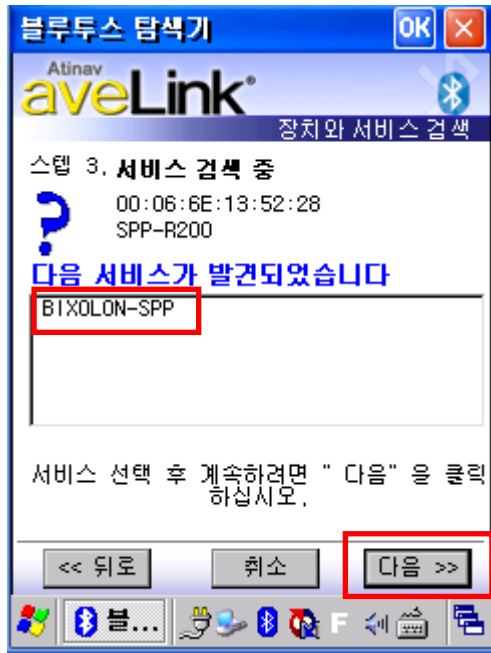 블루투스 탐색기 OK
Atinav
aveLink®
장치와 서비스 검색
스텝 3. 서비스 검색 중
00:06:6E:13:52:28
SPP-R200
다음 서비스가 발견되었습니다
BIXOLON-SPP
서비스 선택 후 계속하려면 " 다음" 을 클릭
하십시오.
<< 뒤로 취소 다음 >>
블... F